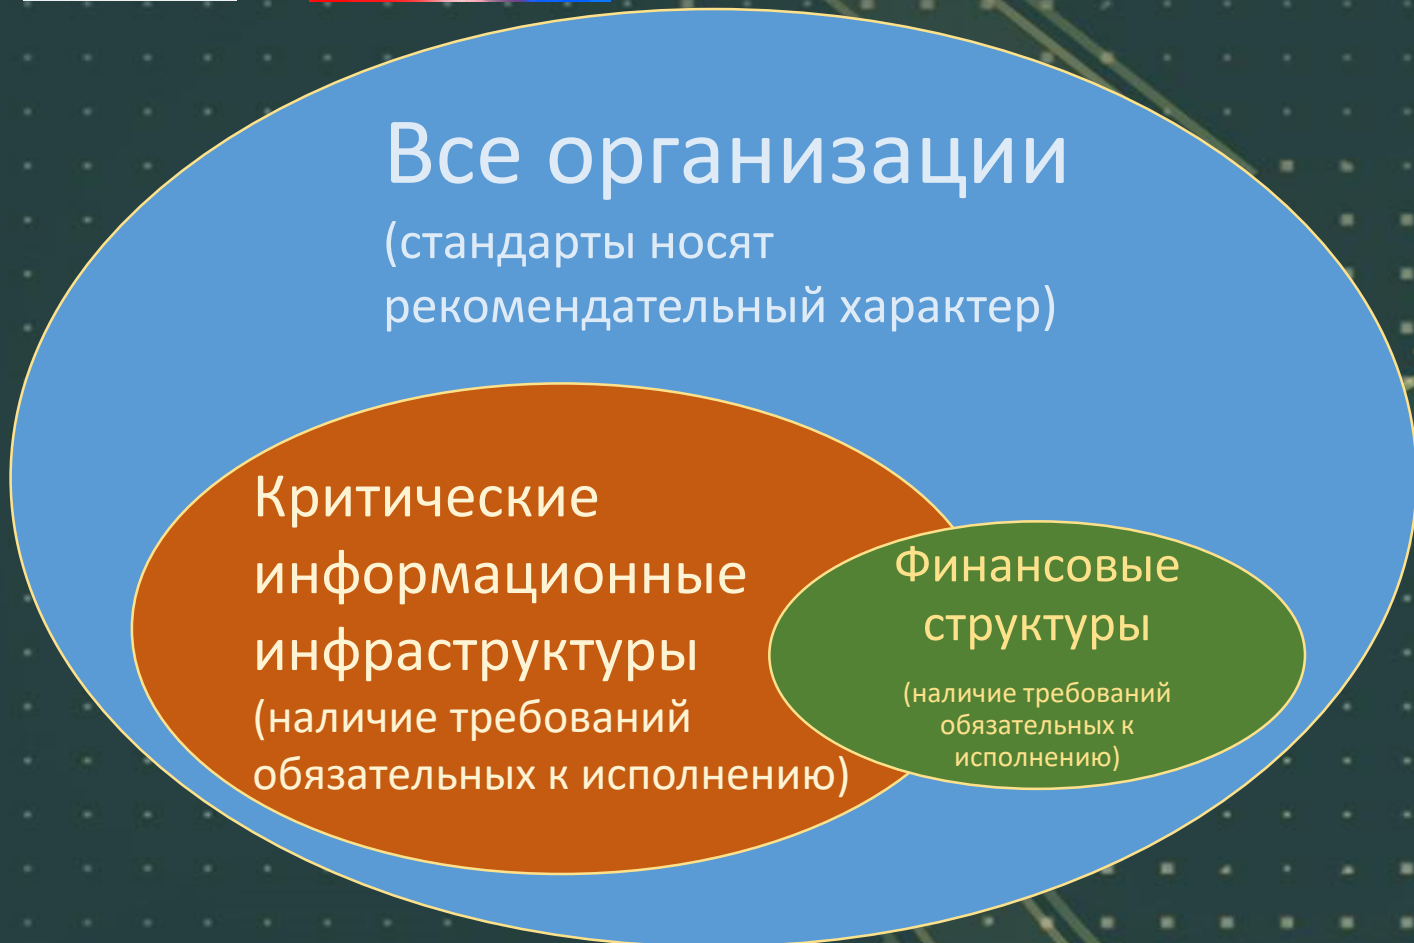 Все организации
(стандарты носят
рекомендательный характер)
Критические
информационные
инфраструктуры
(наличие требований
обязательных к исполнению)
Финансовые
структуры
(наличие требований
обязательных к
исполнению)